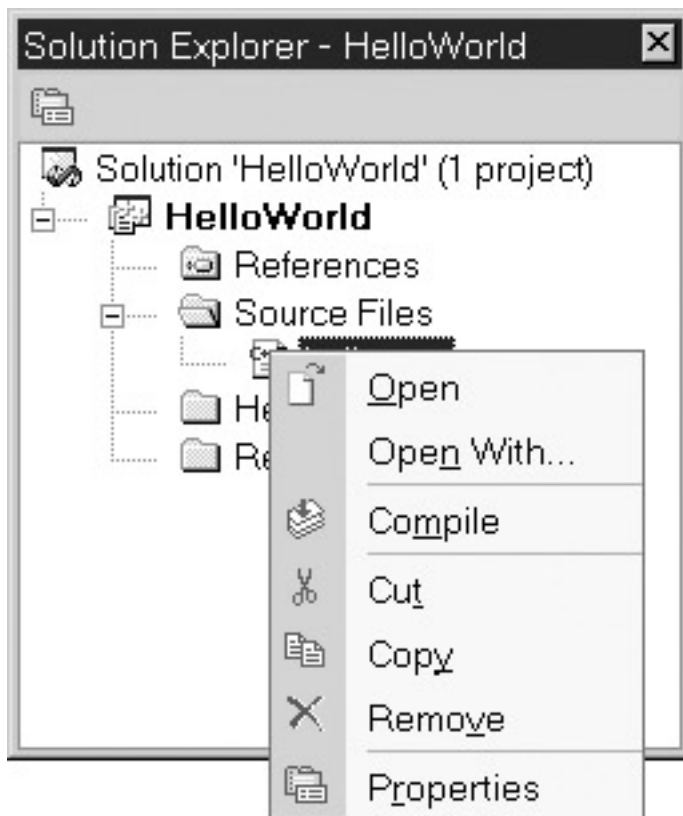 Solution Explorer - HelloWorld
Solution 'HelloWorld' (1 project)
HelloWorld
References
Source Files
Open
Open With...
Compile
Cut
Copy
Remove
Properties